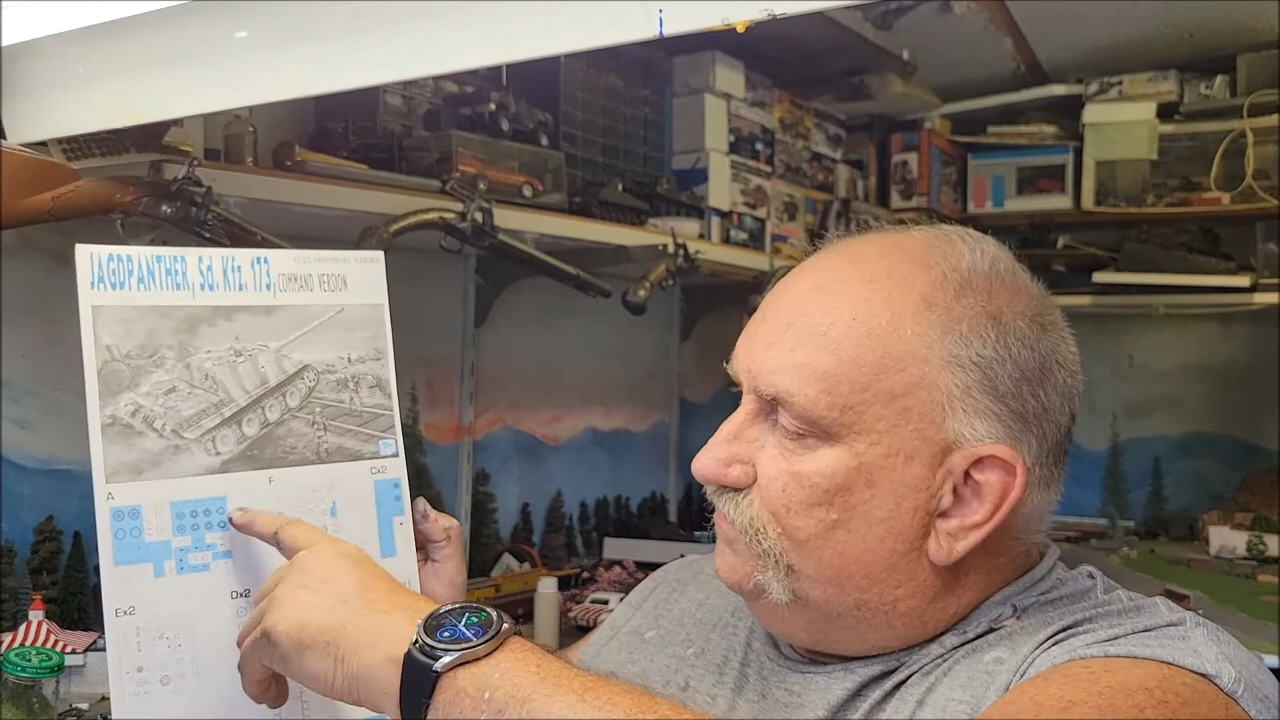 JAGDPANTHER, Sd. Kfz. 173, COMMAND VERSION
A
F
Cx2
Ex2
Dx2